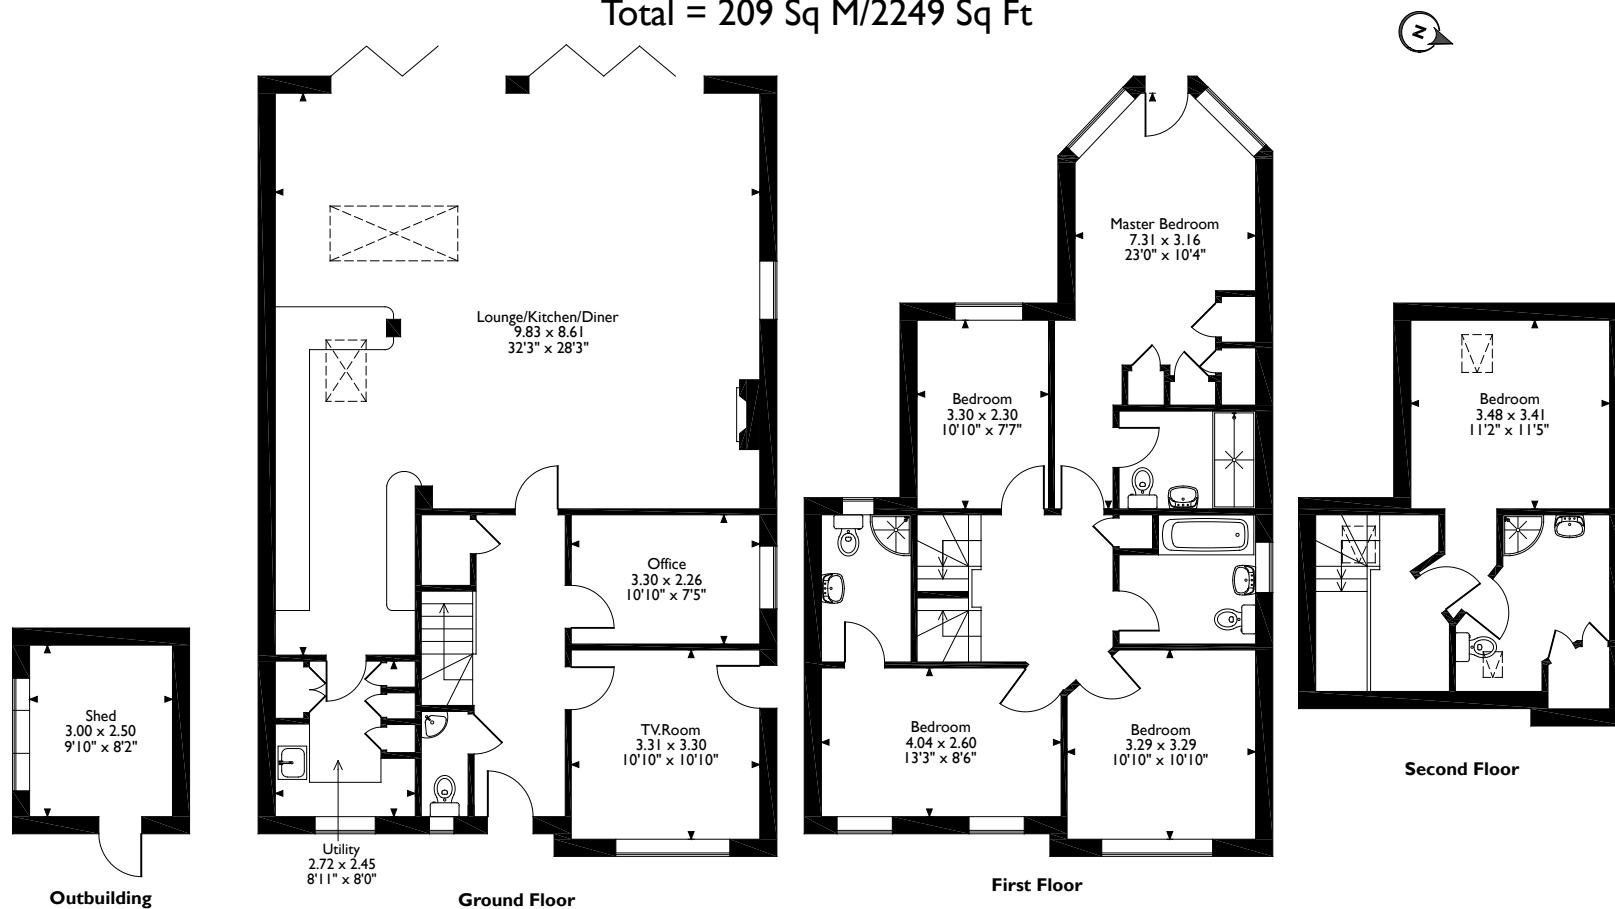 Total = 209 Sq M/2249 Sq Ft
N
Lounge/Kitchen/Diner
9.83 x 8.61
32'3" x 28'3"
Office
3.30 x 2.26
10'10" x 7'5"
TV.Room
3.31 x 3.30
10'10" x 10'10"
Utility
2.72 x 2.45
8'11" x 8'0"
Shed
3.00 x 2.50
9'10" x 8'2"
Outbuilding
Ground Floor
Master Bedroom
7.31 x 3.16
23'0" x 10'4"
Bedroom
3.30 x 2.30
10'10" x 7'7"
Bedroom
4.04 x 2.60
13'3" x 8'6"
Bedroom
3.29 x 3.29
10'10" x 10'10"
First Floor
Bedroom
3.48 x 3.41
11'2" x 11'5"
Second Floor